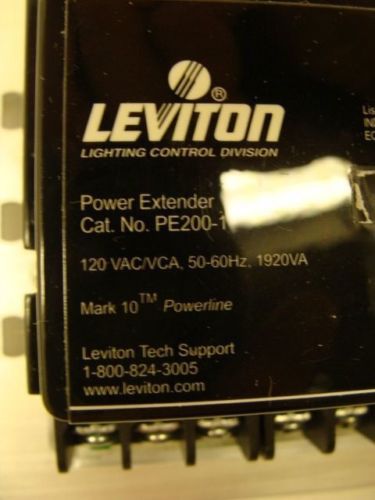 ®
LEVITON
LIGHTING CONTROL DIVISION
Power Extender
Cat. No. PE200-1
120 VAC/VCA, 50-60Hz, 1920VA
Mark 10™ Powerline
Leviton Tech Support
1-800-824-3005
www.leviton.com